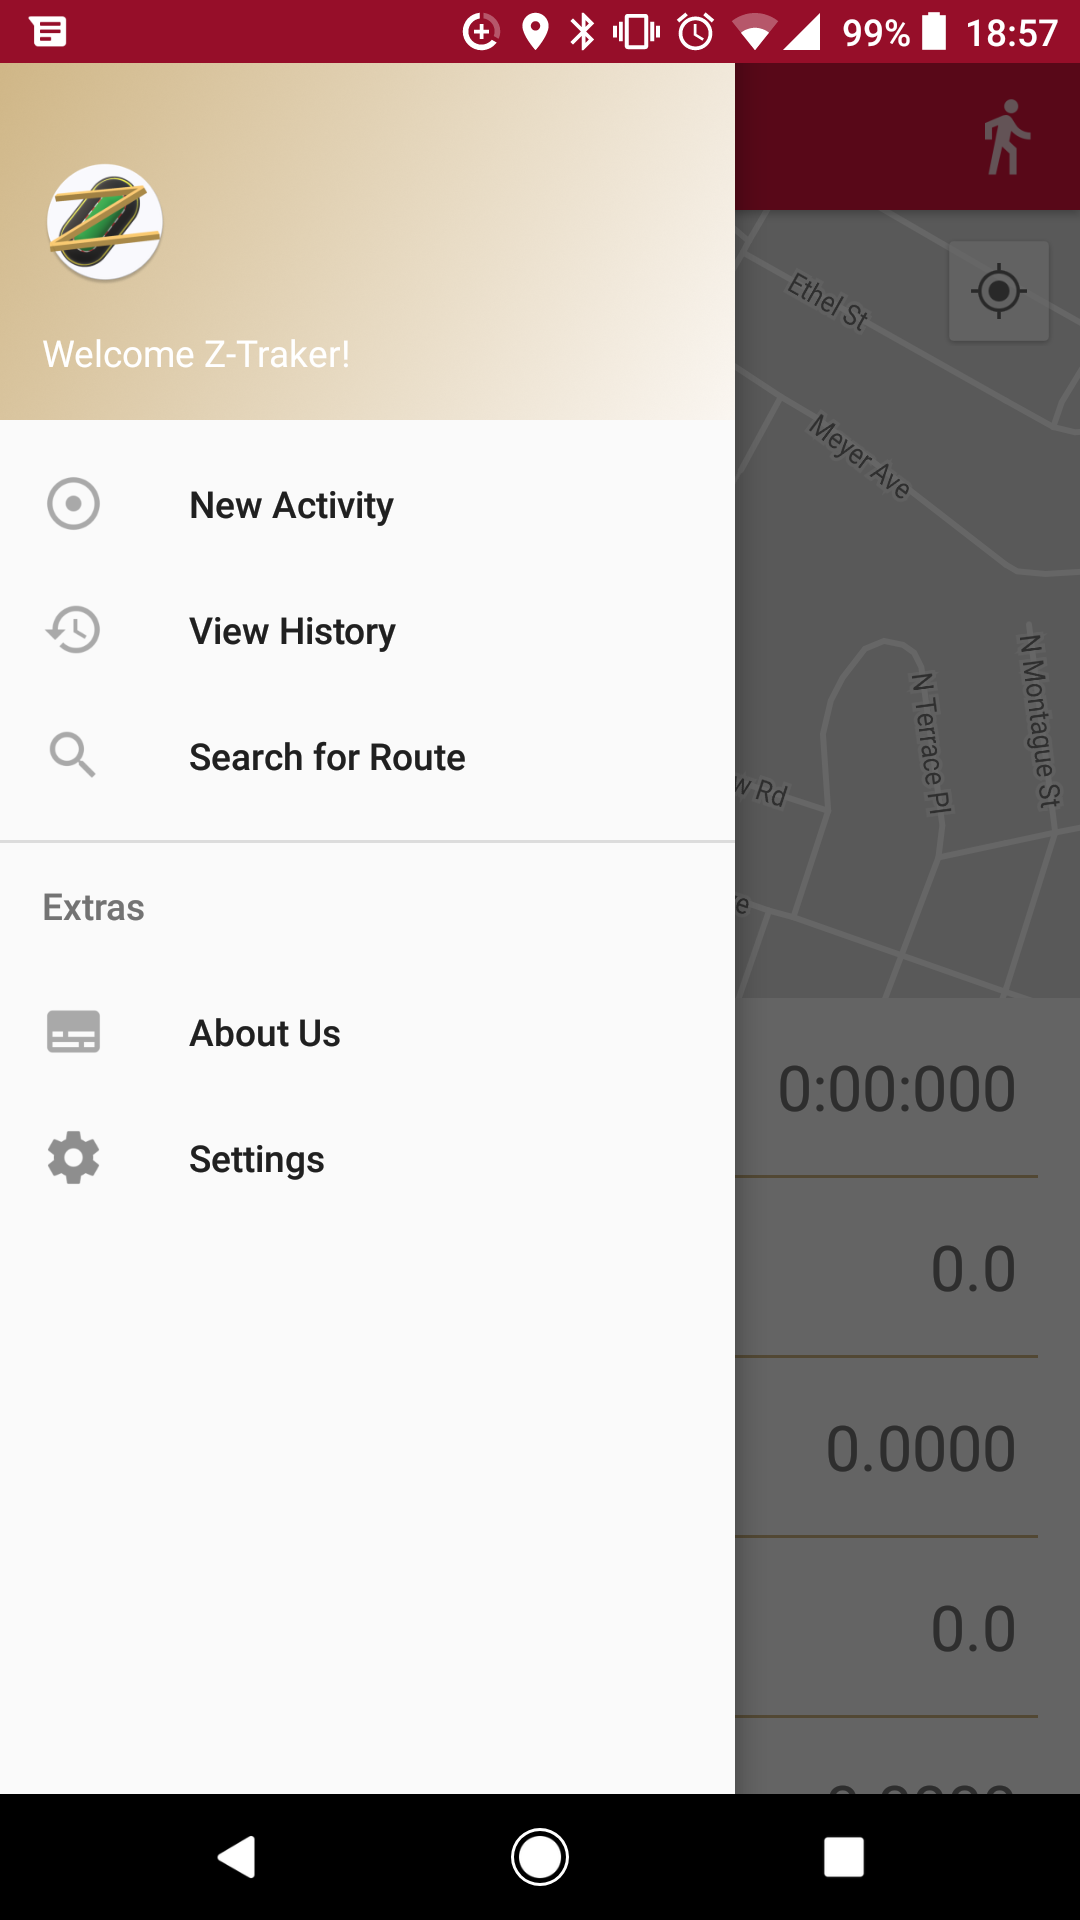 99% 18:57
Welcome Z-Traker!
New Activity
View History
Search for Route
Extras
About Us
Settings
Ethel St
Meyer Ave
N Terrace Pl
N Montague St
w Rd
0:00:000
0.0
0.0000
0.0